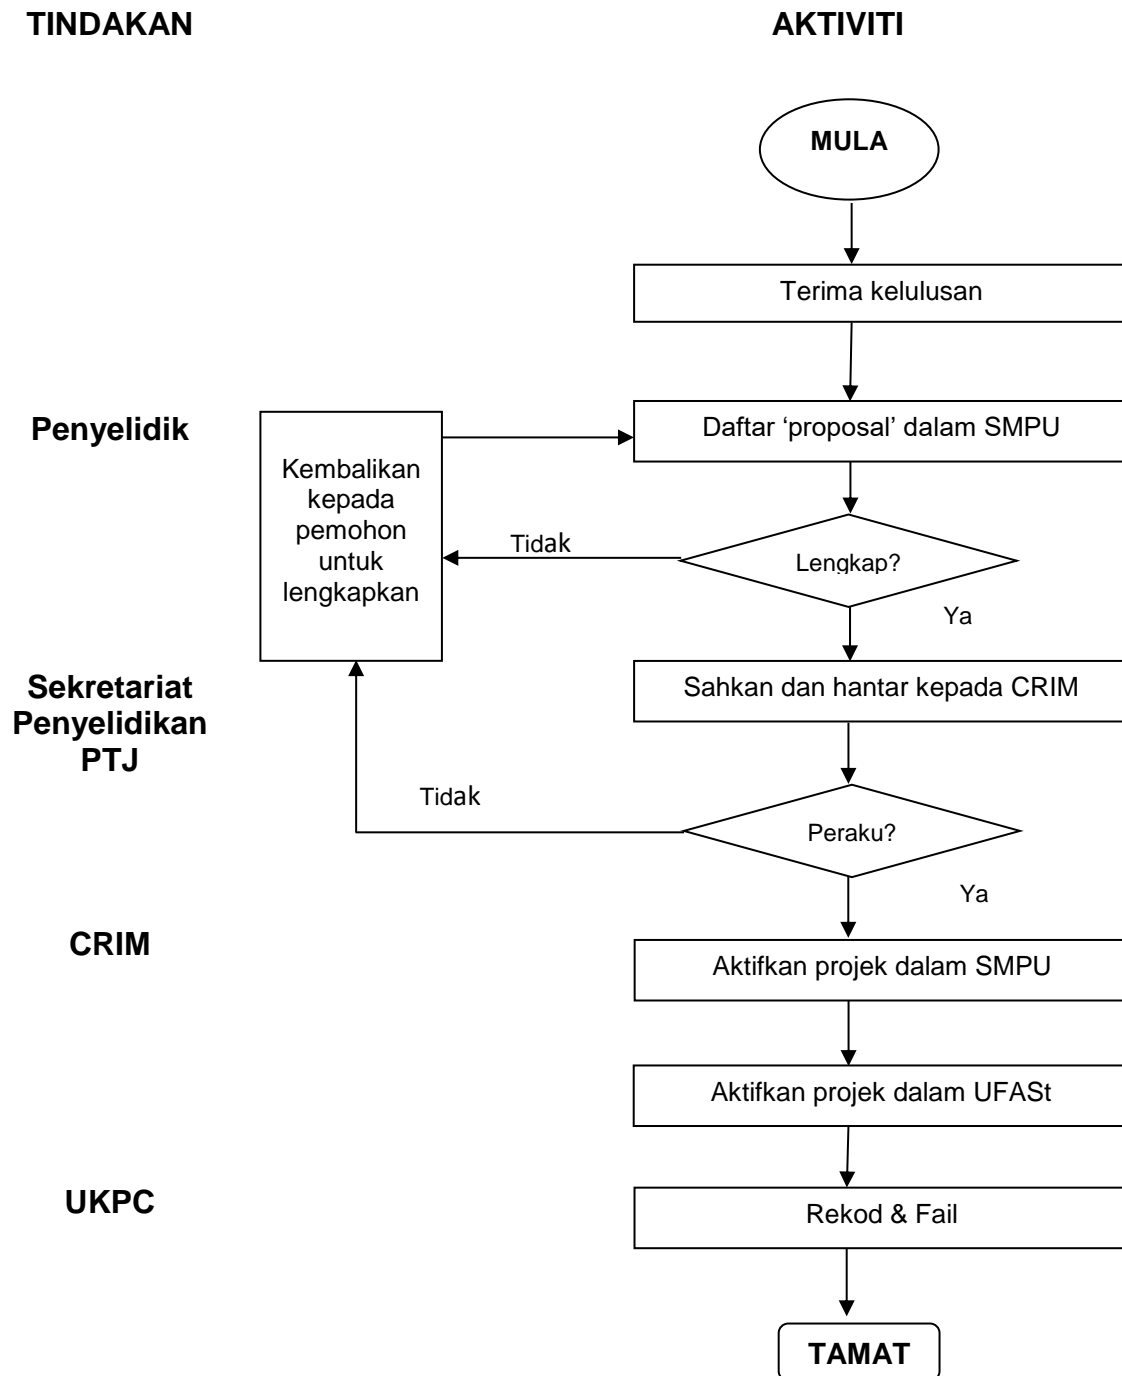 TINDAKAN
AKTIVITI
MULA
Terima kelulusan
Penyelidik
Daftar ‘proposal’ dalam SMPU
Kembalikan
kepada
pemohon
untuk
lengkapkan
Tidak
Lengkap?
Ya
Sekretariat
Penyelidikan
PTJ
Sahkan dan hantar kepada CRIM
Tidak
Peraku?
Ya
CRIM
Aktifkan projek dalam SMPU
Aktifkan projek dalam UFASt
UKPC
Rekod & Fail
TAMAT